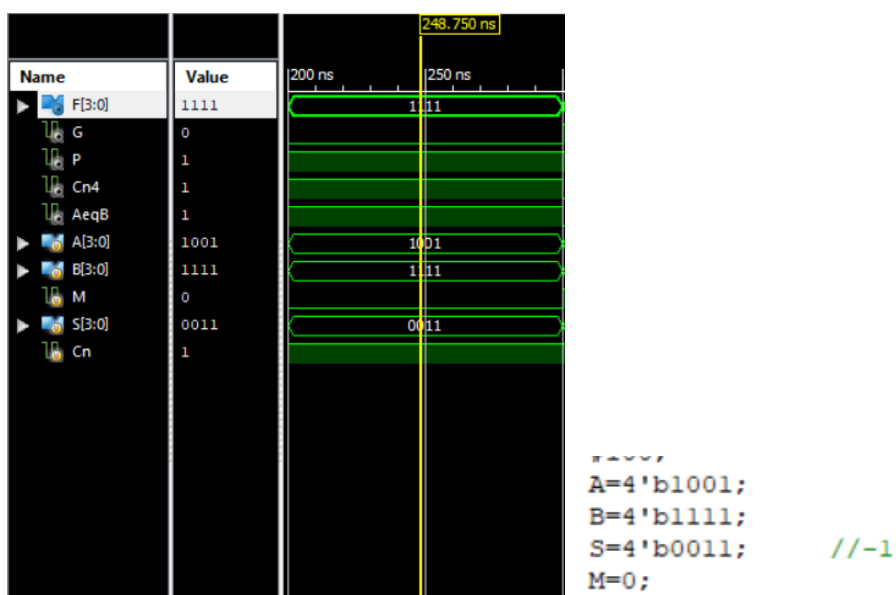 248.750 ns
Name Value 200 ns 250 ns
F[3:0] 1111 1111
G 0
P 1
Cn4 1
AeqB 1
A[3:0] 1001 1001
B[3:0] 1111 1111
M 0
S[3:0] 0011 0011
Cn 1
A=4'b1001;
B=4'b1111;
S=4'b0011; //-1
M=0;